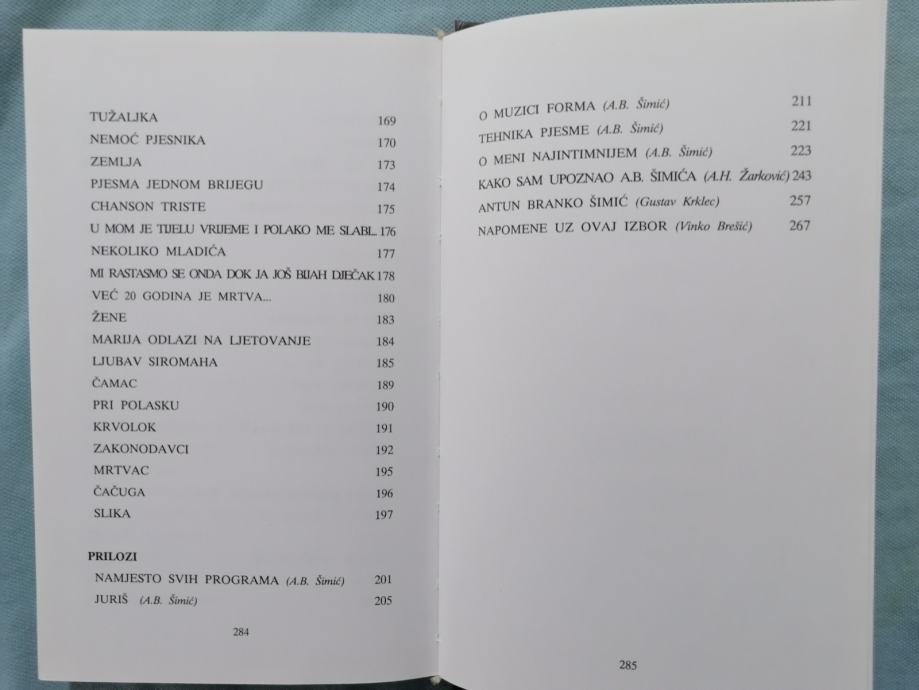 TUŽALJKA 169
NEMOĆ PJESNIKA 170
ZEMLJA 173
PJESMA JEDNOM BRIJEGU 174
CHANSON TRISTE 175
U MOM JE TIJELU VRIJEME I POLAKO ME SLABI... 176
NEKOLIKO MLADIĆA 177
MI RASTASMO SE ONDA DOK JA JOŠ BIJAH DJEČAK 178
VEĆ 20 GODINA JE MRTVA... 180
ŽENE 183
MARIJA ODLAZI NA LJETOVANJE 184
LJUBAV SIROMAHA 185
ČAMAC 189
PRI POLASKU 190
KRVOLOK 191
ZAKONODAVCI 192
MRTVAC 195
ČAČUGA 196
SLIKA 197
PRILOZI
NAMJESTO SVIH PROGRAMA (A.B. Šimić) 201
JURIŠ (A.B. Šimić) 205
284
O MUZICI FORMA (A.B. Šimić) 211
TEHNIKA PJESME (A.B. Šimić) 221
O MENI NAJINTIMNIJEM (A.B. Šimić) 223
KAKO SAM UPOZNAO A.B. ŠIMIĆA (A.H. Žarković) 243
ANTUN BRANKO ŠIMIĆ (Gustav Krklec) 257
NAPOMENE UZ OVAJ IZBOR (Vinko Brešić) 267
285